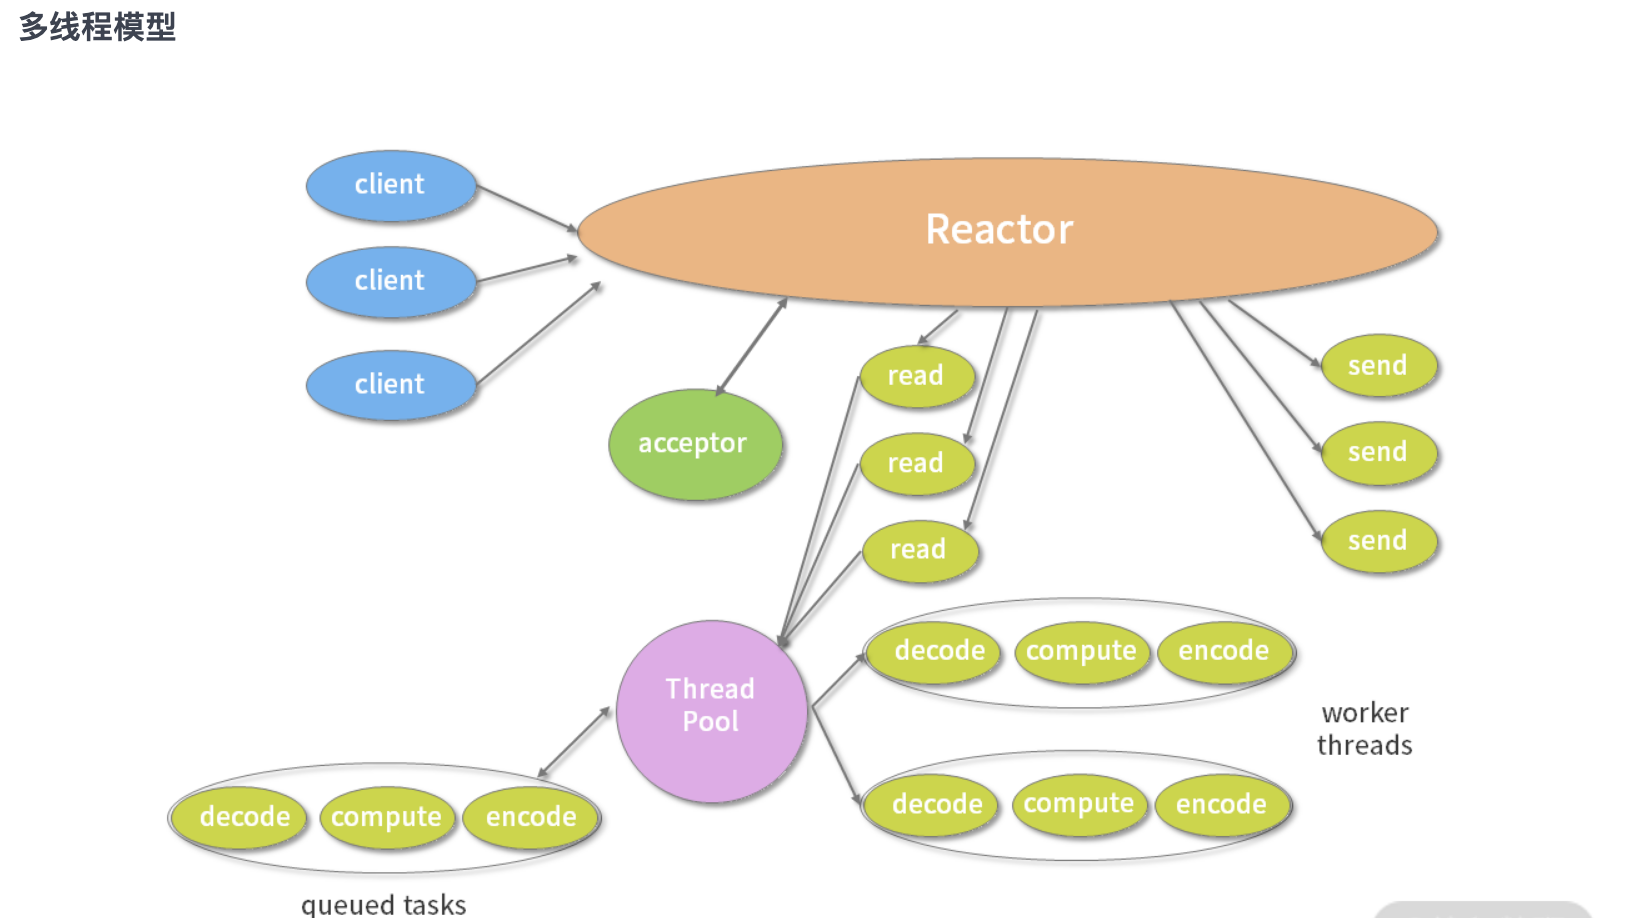 多线程模型
client
Reactor
client
client
acceptor
read
read
read
send
send
send
Thread
Pool
decode compute encode
worker
threads
decode compute encode
decode compute encode
queued tasks